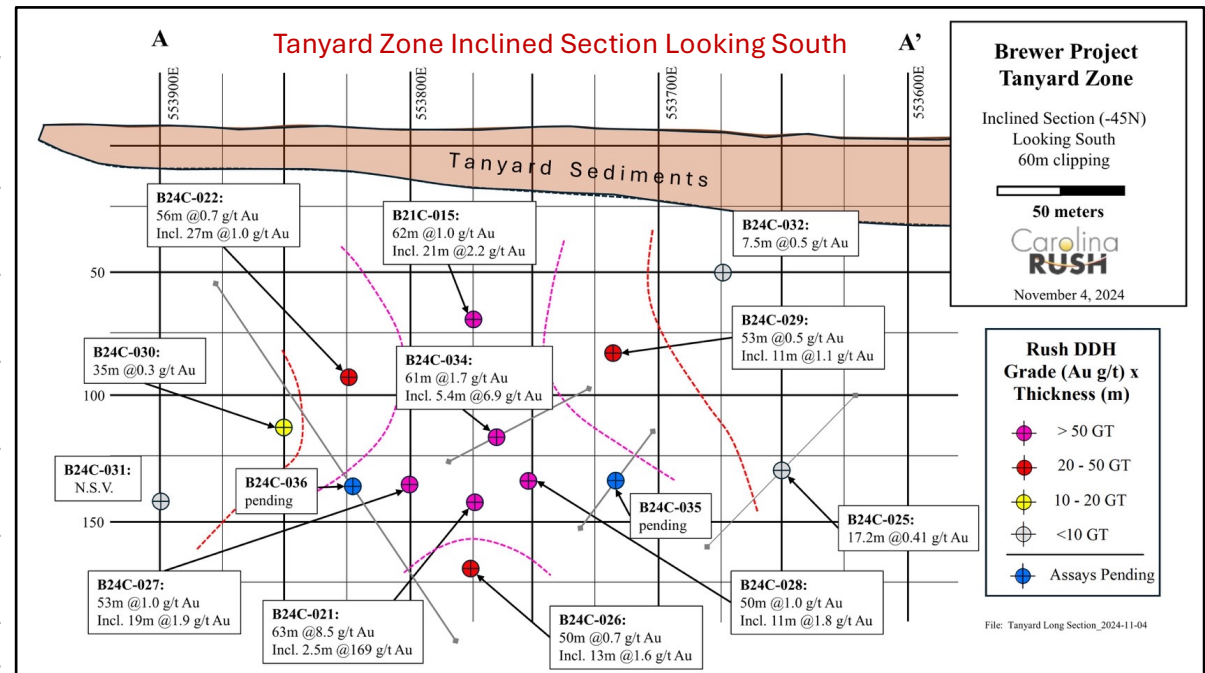 A
Tanyard Zone Inclined Section Looking South
A'
553900E
553800E
553700E
553600E
Brewer Project
Tanyard Zone
Inclined Section (-45N)
Looking South
60m clipping
50 meters
Carolina
RUSH
November 4, 2024
Tanyard Sediments
B24C-022:
56m @0.7 g/t Au
Incl. 27m @1.0 g/t Au
B21C-015:
62m @1.0 g/t Au
Incl. 21m @2.2 g/t Au
B24C-032:
7.5m @0.5 g/t Au
50
B24C-030:
35m @0.3 g/t Au
B24C-034:
61m @1.7 g/t Au
Incl. 5.4m @6.9 g/t Au
B24C-029:
53m @0.5 g/t Au
Incl. 11m @1.1 g/t Au
100
Rush DDH
Grade (Au g/t) x
Thickness (m)
> 50 GT
20 - 50 GT
10 - 20 GT
<10 GT
Assays Pending
B24C-031:
N.S.V.
B24C-036
pending
B24C-035
pending
B24C-025:
17.2m @0.41 g/t Au
150
B24C-027:
53m @1.0 g/t Au
Incl. 19m @1.9 g/t Au
B24C-021:
63m @8.5 g/t Au
Incl. 2.5m @169 g/t Au
B24C-026:
50m @0.7 g/t Au
Incl. 13m @1.6 g/t Au
B24C-028:
50m @1.0 g/t Au
Incl. 11m @1.8 g/t Au
File: Tanyard Long Section_2024-11-04